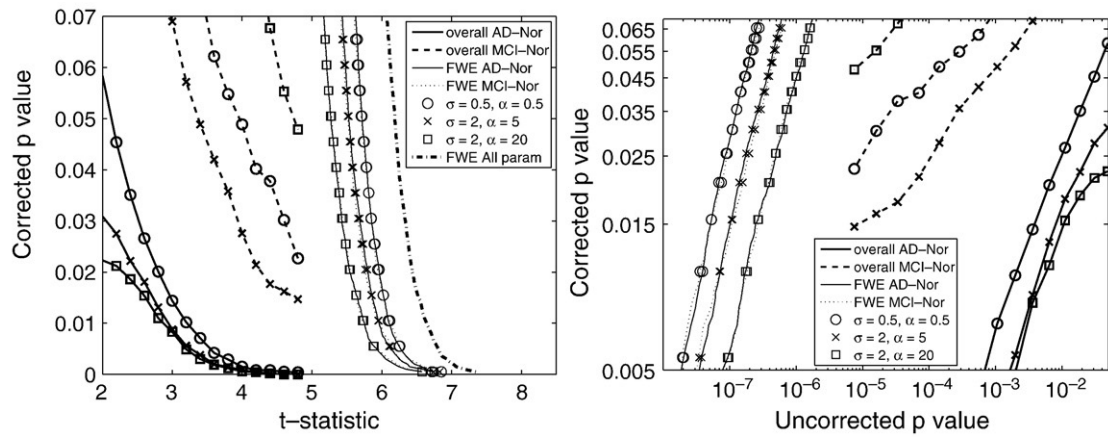 0.07
0.06
0.05
0.04
0.03
0.02
0.01
0
Corrected p value
2 3 4 5 6 7 8
t–statistic
overall AD–Nor
overall MCI–Nor
FWE AD–Nor
FWE MCI–Nor
σ = 0.5, α = 0.5
σ = 2, α = 5
σ = 2, α = 20
FWE All param
0.065
0.055
0.045
0.035
0.025
0.015
0.005
Corrected p value
10⁻⁷ 10⁻⁶ 10⁻⁵ 10⁻⁴ 10⁻³ 10⁻²
Uncorrected p value
overall AD–Nor
overall MCI–Nor
FWE AD–Nor
FWE MCI–Nor
σ = 0.5, α = 0.5
σ = 2, α = 5
σ = 2, α = 20